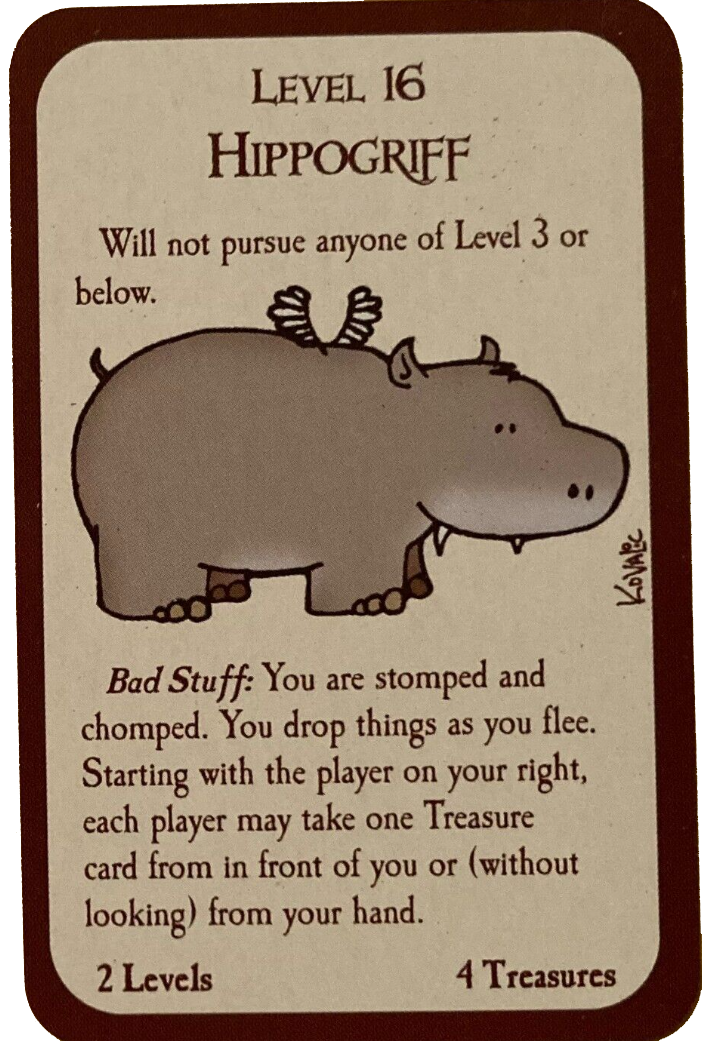 LEVEL 16
HIPPOGRIFF
Will not pursue anyone of Level 3 or
below.
KOVALIC
Bad Stuff: You are stomped and
chomped. You drop things as you flee.
Starting with the player on your right,
each player may take one Treasure
card from in front of you or (without
looking) from your hand.
2 Levels 4 Treasures